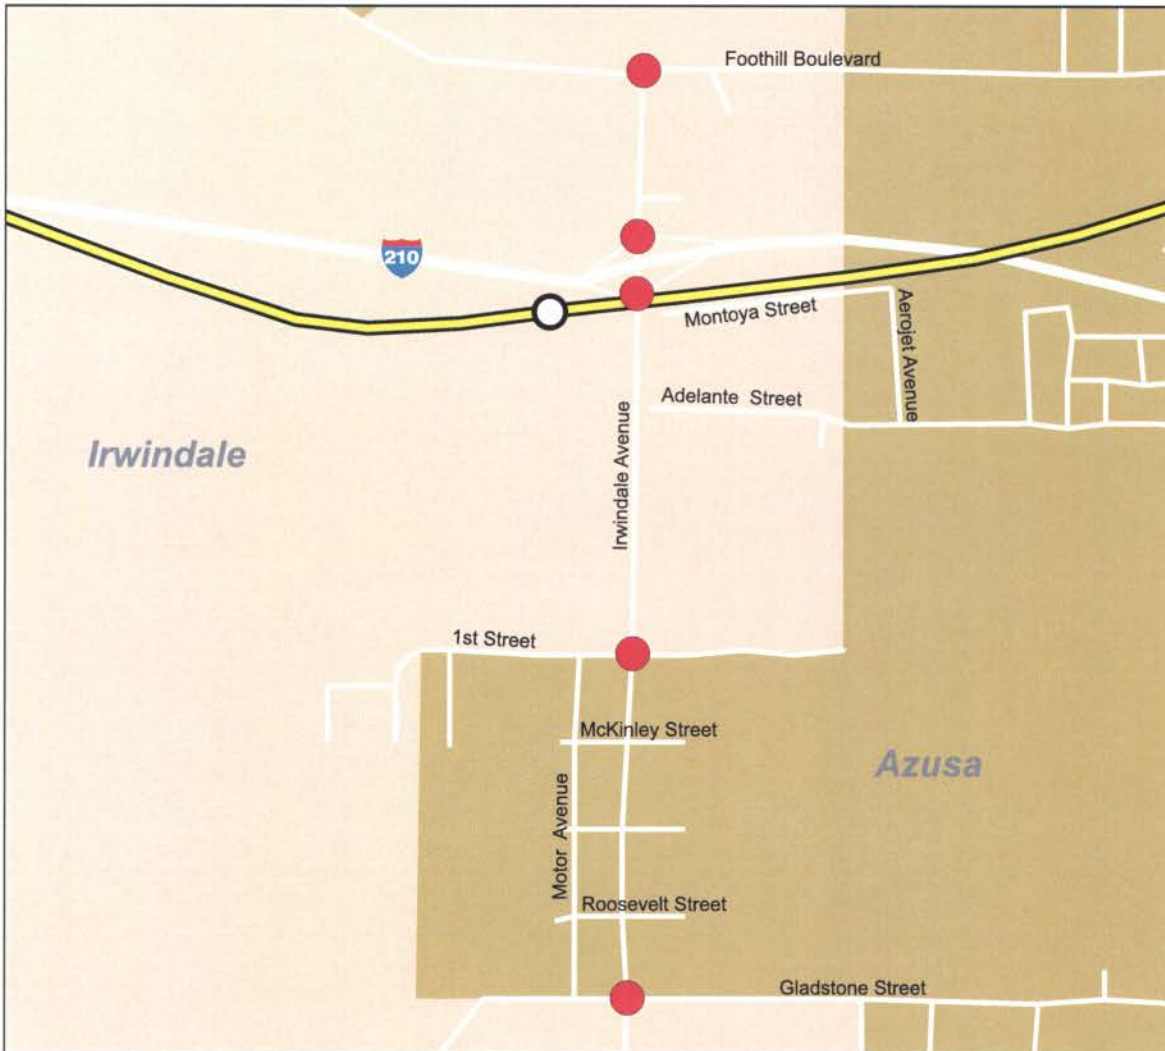 Foothill Boulevard
210
Montoya Street
Aerojet Avenue
Adelante Street
Irwindale Avenue
Irwindale
1st Street
McKinley Street
Azusa
Motor Avenue
Roosevelt Street
Gladstone Street